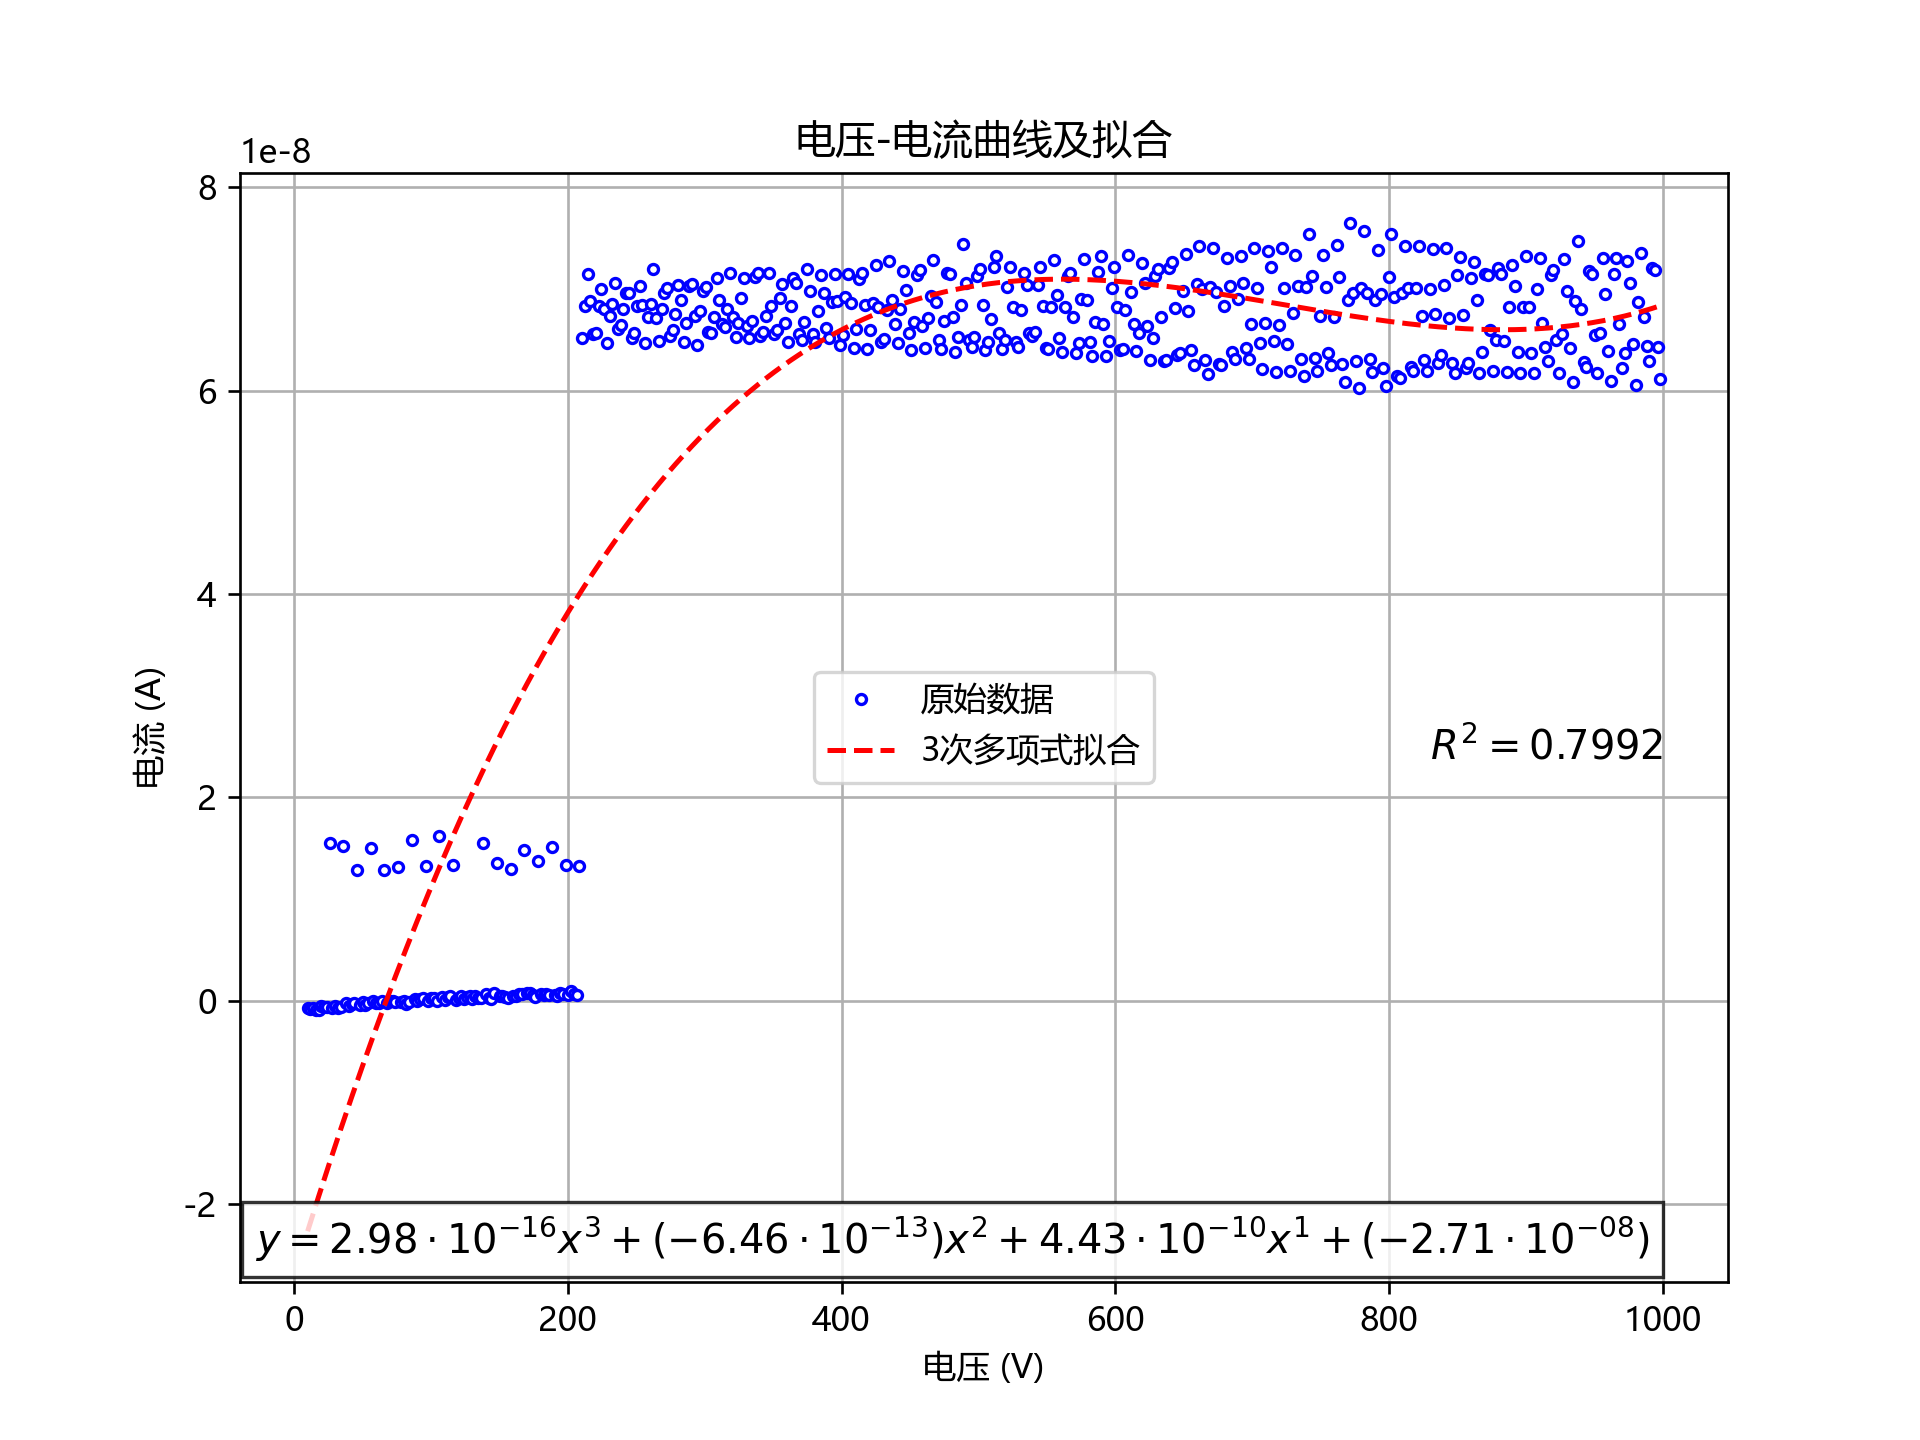 电压-电流曲线及拟合
1e-8
8
6
4
2
0
-2
电流 (A)
原始数据
3次多项式拟合
R² = 0.7992
y = 2.98 · 10⁻¹⁶x³ + (−6.46 · 10⁻¹³)x² + 4.43 · 10⁻¹⁰x¹ + (−2.71 · 10⁻⁰⁸)
0 200 400 600 800 1000
电压 (V)